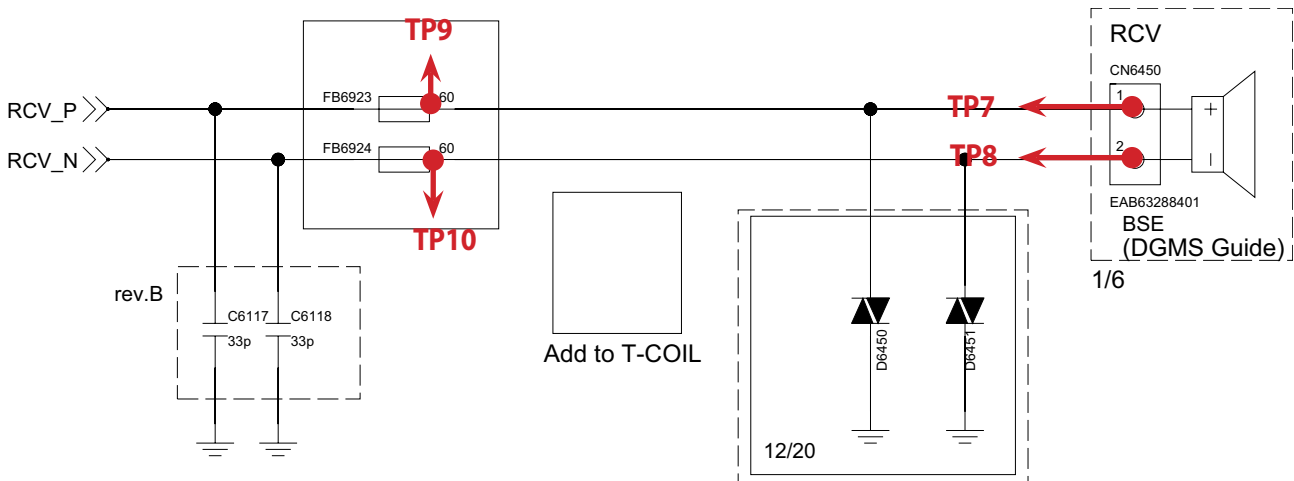 TP9
RCV
CN6450
FB6923
60
1
+
RCV_P
TP7
RCV_N
FB6924
60
TP8
2
–
TP10
EAB63288401
BSE
(DGMS Guide)
1/6
rev.B
C6117
C6118
33p
33p
Add to T-COIL
D6450
D6451
12/20